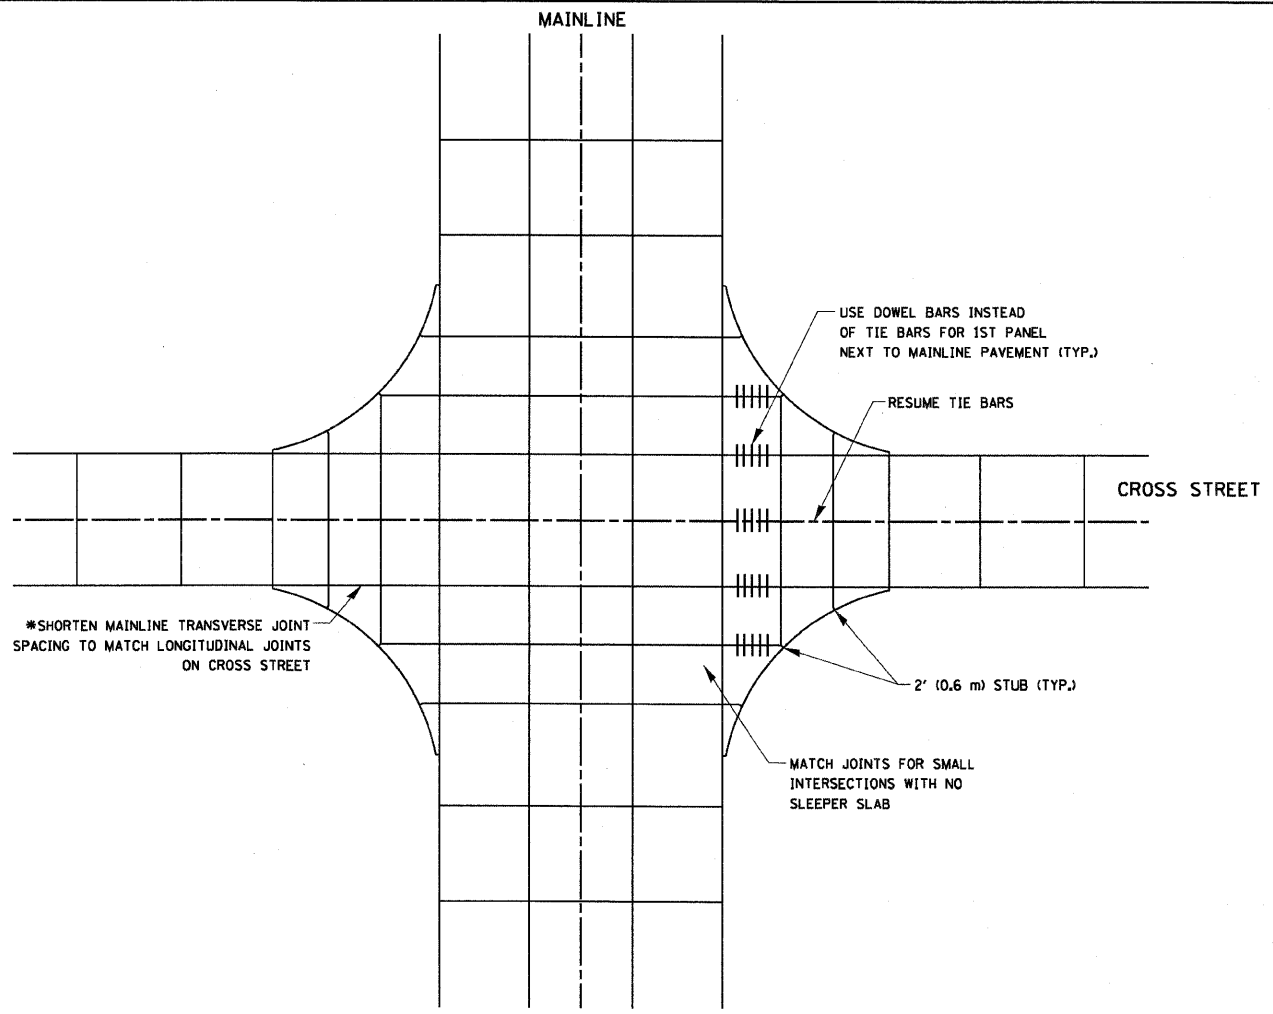 MAINLINE
USE DOWEL BARS INSTEAD
OF TIE BARS FOR 1ST PANEL
NEXT TO MAINLINE PAVEMENT (TYP.)
RESUME TIE BARS
CROSS STREET
*SHORTEN MAINLINE TRANSVERSE JOINT
SPACING TO MATCH LONGITUDINAL JOINTS
ON CROSS STREET
2' (0.6 m) STUB (TYP.)
MATCH JOINTS FOR SMALL
INTERSECTIONS WITH NO
SLEEPER SLAB